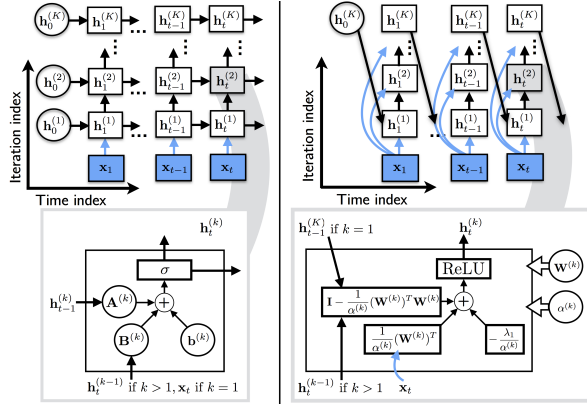 h_0^{(K)} h_1^{(K)} ... h_{t-1}^{(K)} h_t^{(K)}
h_0^{(2)} h_1^{(2)} ... h_{t-1}^{(2)} h_t^{(2)}
h_0^{(1)} h_1^{(1)} ... h_{t-1}^{(1)} h_t^{(1)}
x_1 x_{t-1} x_t
Iteration index
Time index
h_t^{(k)}
σ
h_{t-1}^{(k)} A^{(k)} +
B^{(k)} b^{(k)}
h_t^{(k-1)} if k > 1, x_t if k = 1
h_0^{(K)} h_1^{(K)} h_{t-1}^{(K)} h_t^{(K)}
h_1^{(2)} h_{t-1}^{(2)} h_t^{(2)}
h_1^{(1)} ... h_{t-1}^{(1)} h_t^{(1)}
x_1 x_{t-1} x_t
Iteration index
Time index
h_{t-1}^{(K)} if k = 1 h_t^{(k)}
ReLU W^{(k)}
I − \frac{1}{α^{(k)}}(W^{(k)})^T W^{(k)} + α^{(k)}
\frac{1}{α^{(k)}}(W^{(k)})^T −\frac{λ_1}{α^{(k)}}
h_t^{(k-1)} if k > 1 x_t